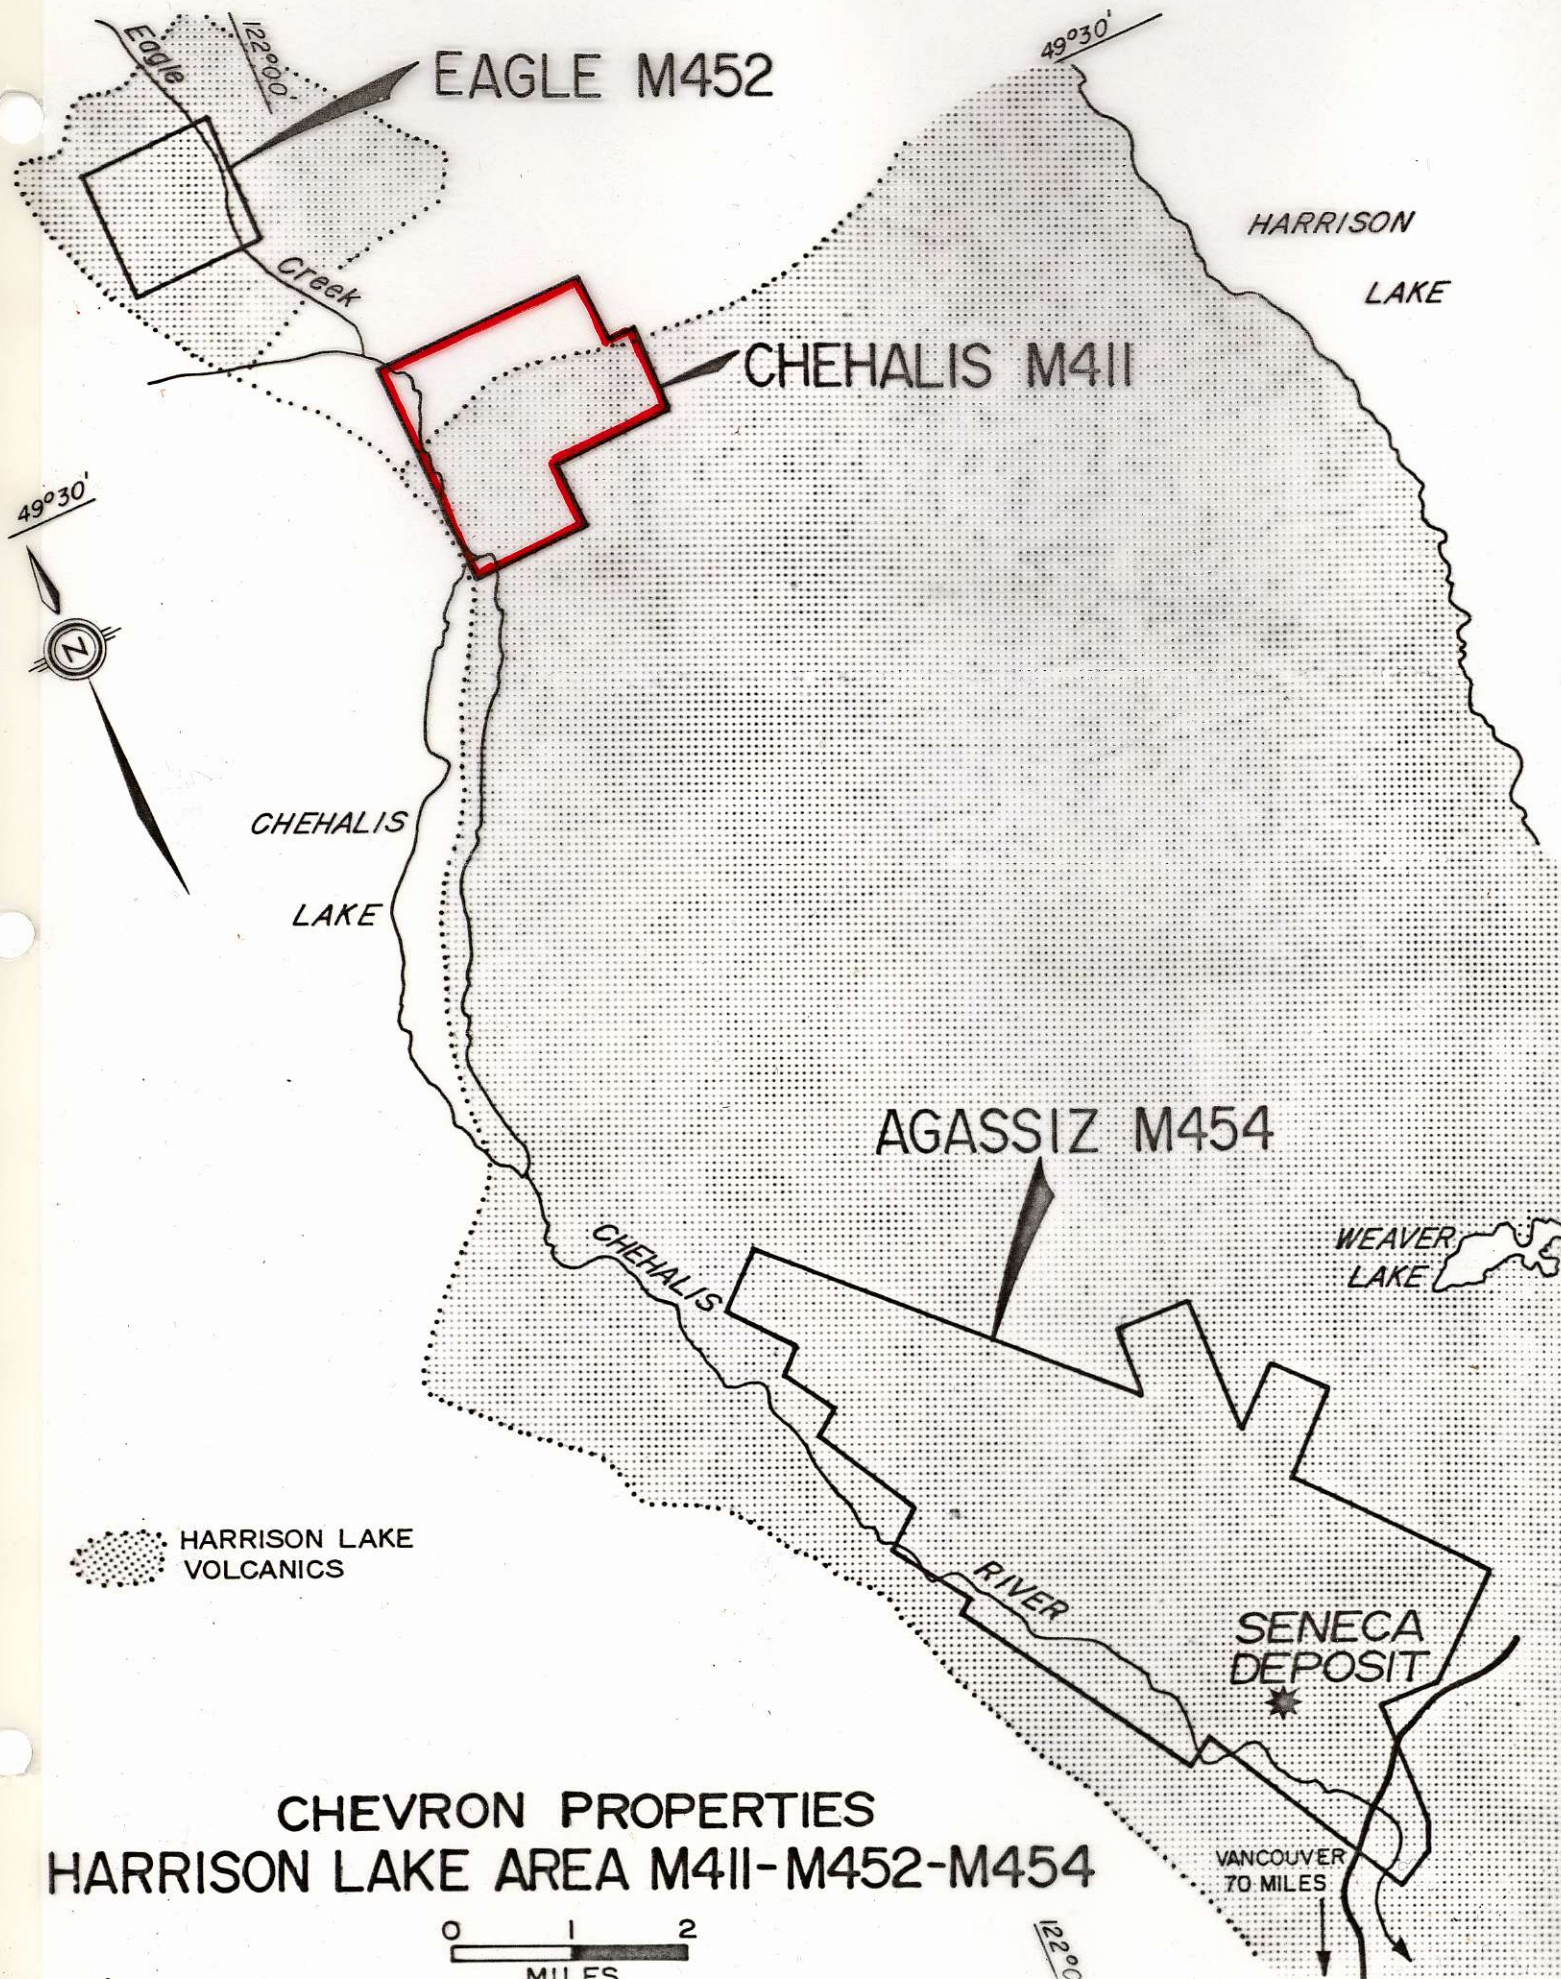 Eagle
122°00'
EAGLE M452
49°30'
HARRISON
LAKE
Creek
CHEHALIS M411
49°30'
N
CHEHALIS
LAKE
AGASSIZ M454
CHEHALIS
WEAVER
LAKE
HARRISON LAKE
VOLCANICS
RIVER
SENECA
DEPOSIT
CHEVRON PROPERTIES
HARRISON LAKE AREA M411-M452-M454
VANCOUVER
70 MILES
0 1 2
MILES